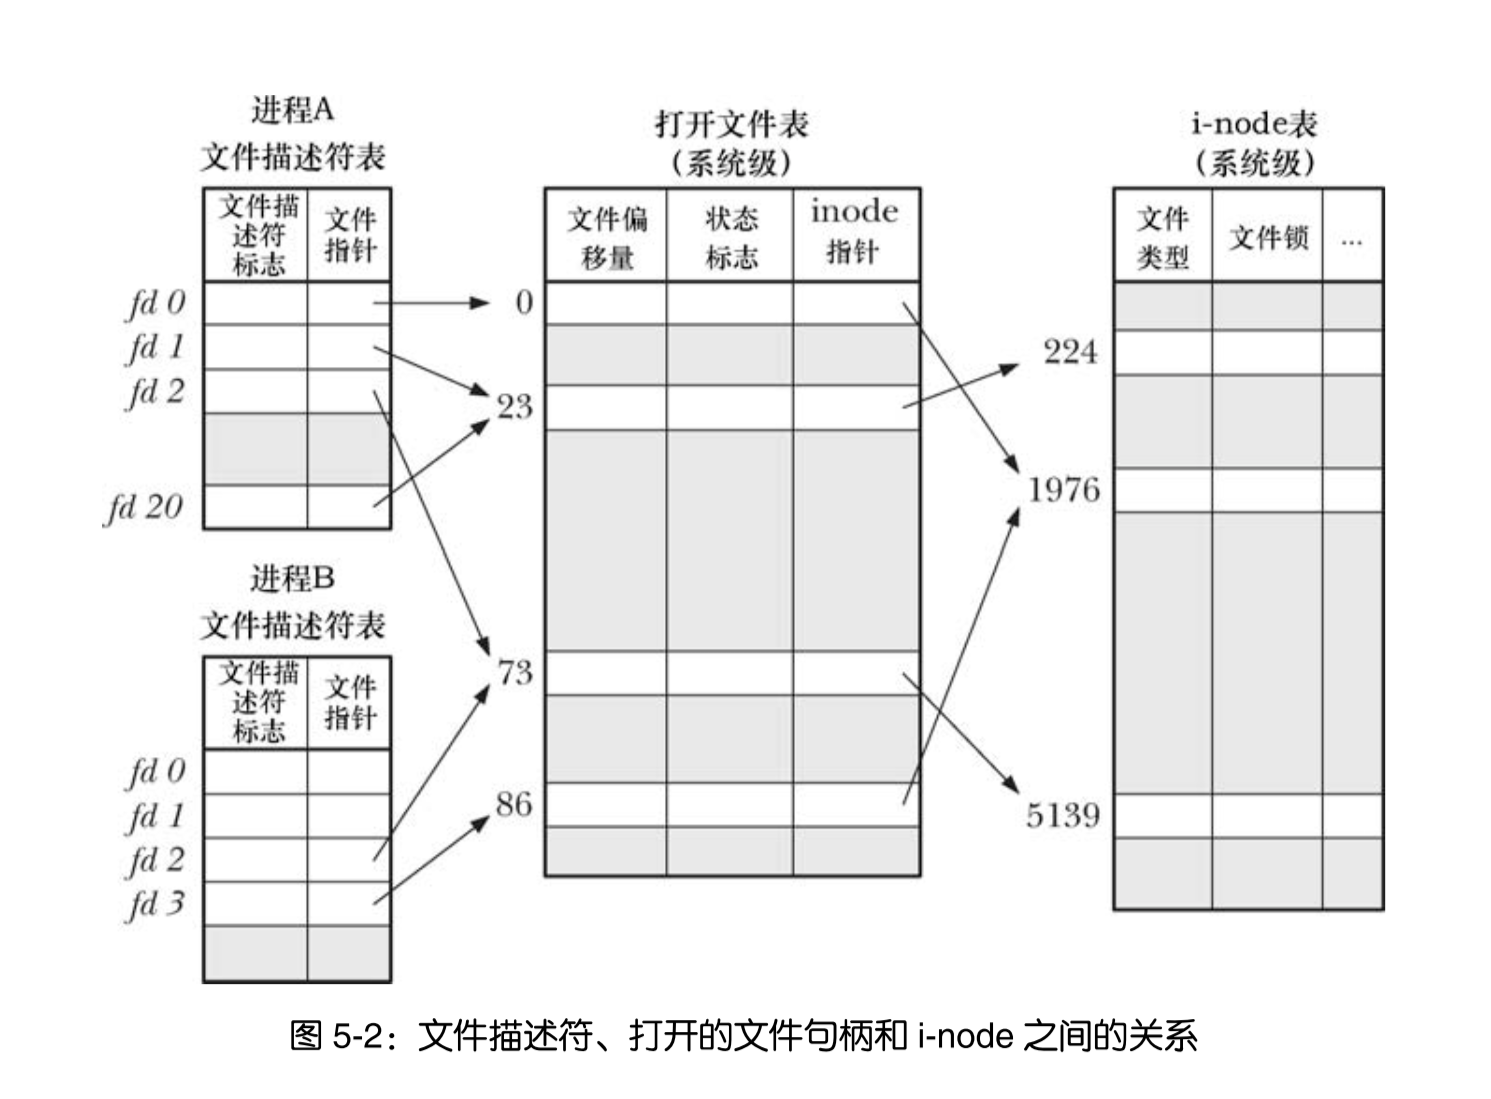 进程A
文件描述符表
文件描
述符
标志
文件
指针
fd 0
fd 1
fd 2
fd 20
进程B
文件描述符表
文件描
述符
标志
文件
指针
fd 0
fd 1
fd 2
fd 3
打开文件表
(系统级)
文件偏
移量
状态
标志
inode
指针
0
23
73
86
i-node表
(系统级)
文件
类型
文件锁
...
224
1976
5139
图 5-2：文件描述符、打开的文件句柄和 i-node 之间的关系